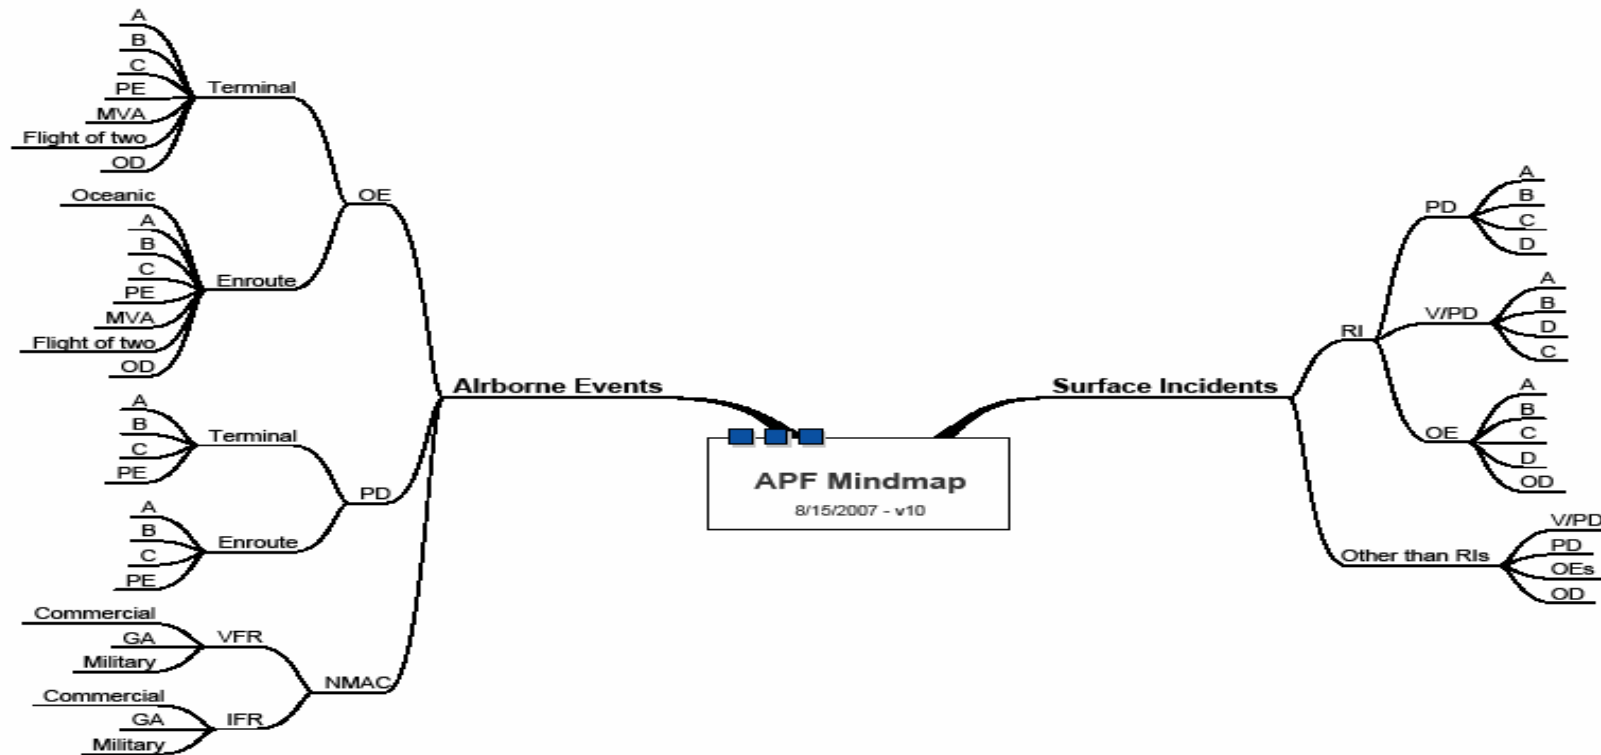 A
B
C
PE
MVA
Flight of two
OD
Terminal
Oceanic
A
B
C
PE
MVA
Flight of two
OD
Enroute
OE
A
B
C
PE
Terminal
A
B
C
PE
Enroute
PD
Commercial
GA
Military
VFR
Commercial
GA
Military
IFR
NMAC
AIrborne Events
APF Mindmap
8/15/2007 - v10
Surface Incidents
RI
PD
A
B
C
D
V/PD
A
B
D
C
OE
A
B
C
D
OD
Other than RIs
V/PD
PD
OEs
OD